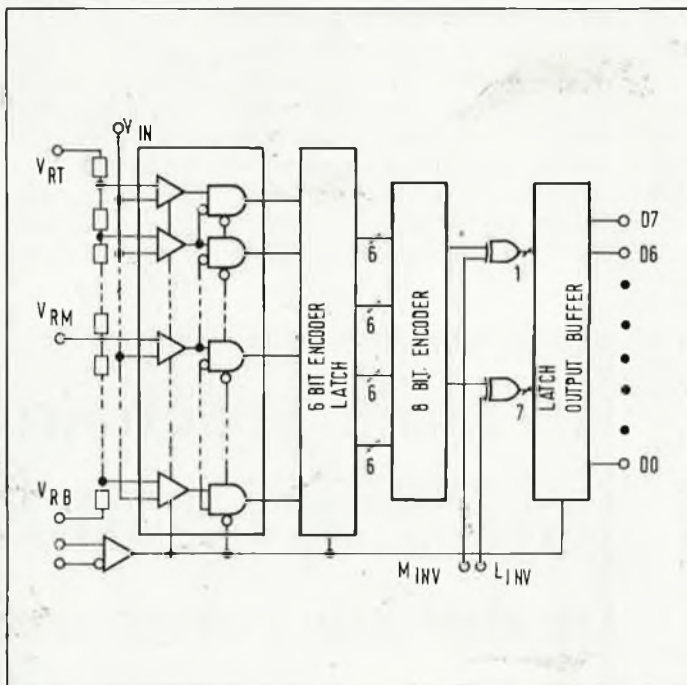 V IN
V RT
V RM
V RB
6 BIT ENCODER
LATCH
6
6
6
6
8 BIT ENCODER
1
7
LATCH
OUTPUT BUFFER
D7
D6
D0
M INV
L INV